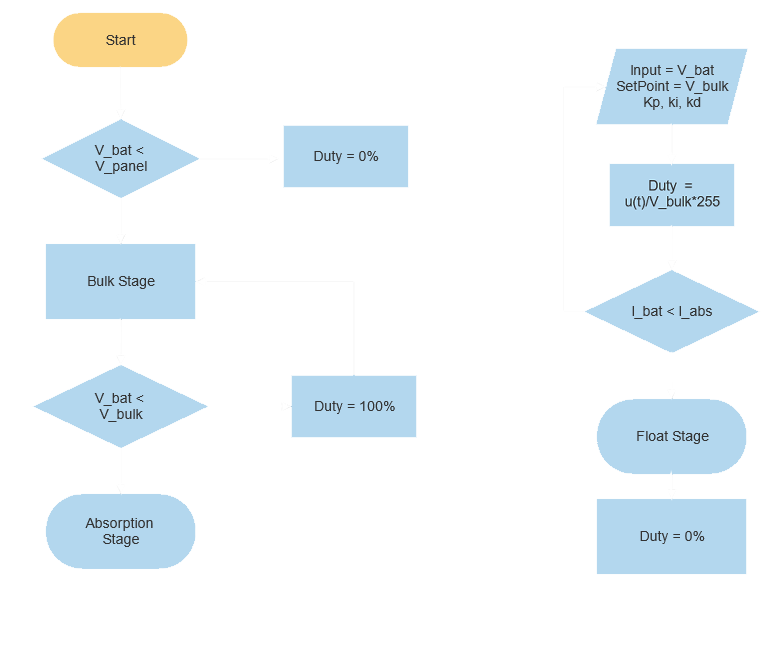 Start
V_bat <
V_panel
Duty = 0%
Bulk Stage
V_bat <
V_bulk
Duty = 100%
Absorption
Stage
Input = V_bat
SetPoint = V_bulk
Kp, ki, kd
Duty  =
u(t)/V_bulk*255
I_bat < I_abs
Float Stage
Duty = 0%